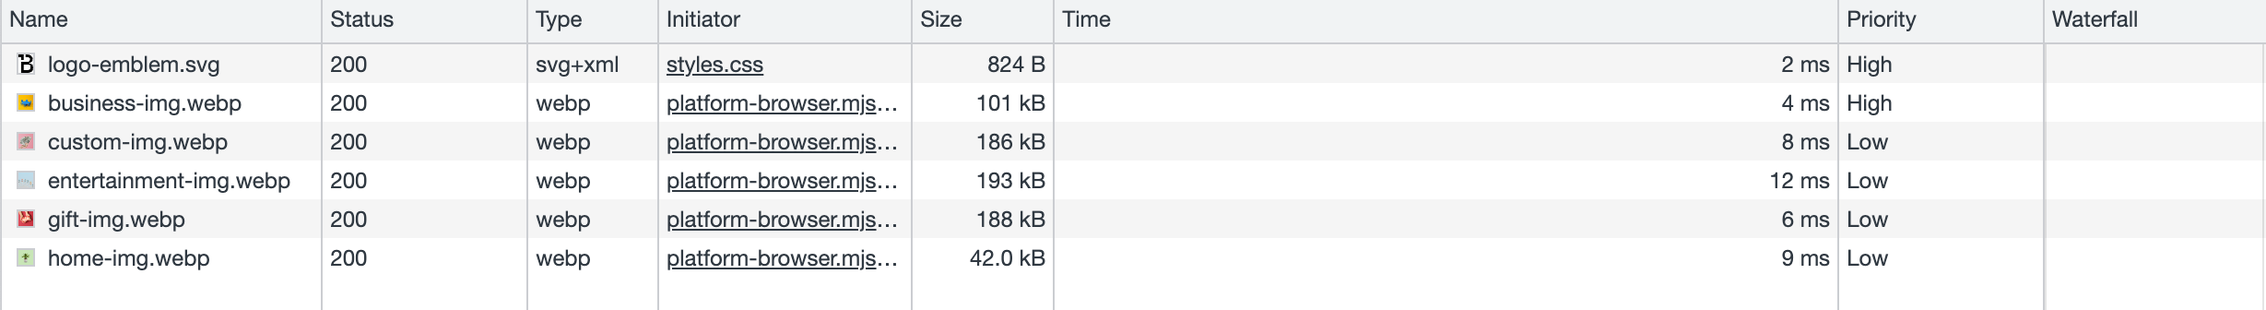 Name Status Type Initiator Size Time Priority Waterfall
logo-emblem.svg 200 svg+xml styles.css 824 B 2 ms High
business-img.webp 200 webp platform-browser.mjs... 101 kB 4 ms High
custom-img.webp 200 webp platform-browser.mjs... 186 kB 8 ms Low
entertainment-img.webp 200 webp platform-browser.mjs... 193 kB 12 ms Low
gift-img.webp 200 webp platform-browser.mjs... 188 kB 6 ms Low
home-img.webp 200 webp platform-browser.mjs... 42.0 kB 9 ms Low